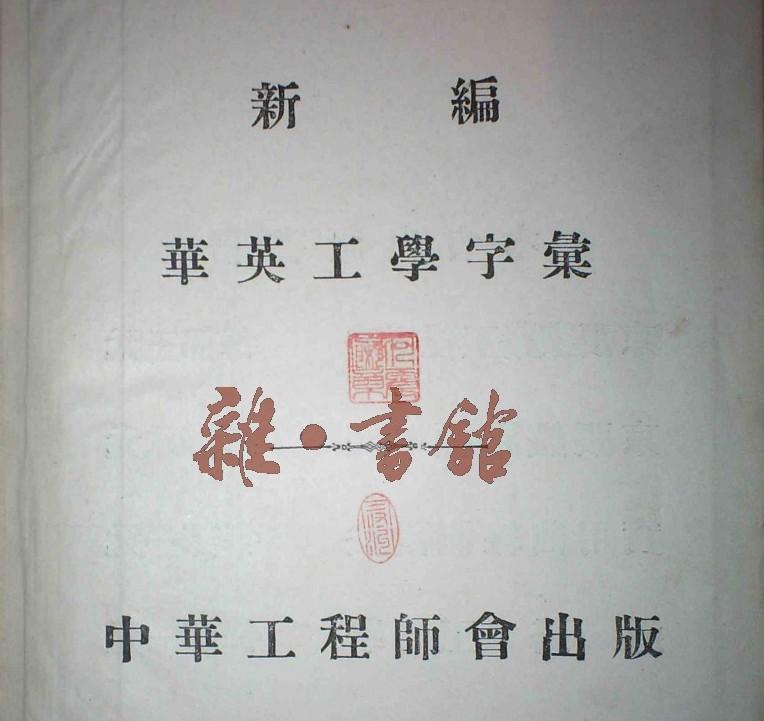 新編
華英工學字彙
雜·書館
中華工程師會出版